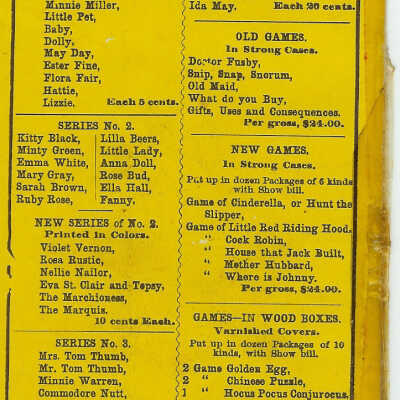 Minnie Miller,
Little Pet,
Baby,
Dolly,
May Day,
Ester Fine,
Flora Fair,
Hattie,
Lizzie. Each 5 cents.
SERIES No. 2.
Kitty Black, Lilla Beers,
Minty Green, Little Lady,
Emma White, Anna Doll,
Mary Gray, Rose Bud,
Sarah Brown, Ella Hall,
Ruby Rose, Fanny.
NEW SERIES of No. 2.
Printed in Colors.
Violet Vernon,
Rosa Rustic,
Nellie Nailor,
Eva St. Clair and Topsy,
The Marchioness,
The Marquis.
10 cents Each.
SERIES No. 3.
Mrs. Tom Thumb,
Mr. Tom Thumb,
Minnie Warren,
Commodore Nutt,
Ida May. Each 20 cents.
OLD GAMES.
In Strong Cases.
Doctor Fusby,
Snip, Snap, Snorum,
Old Maid,
What do you Buy,
Gifts, Uses and Consequences.
Per gross, $24.00.
NEW GAMES.
In Strong Cases.
Put up in dozen Packages of 6 kinds
with Show bill.
Game of Cinderella, or Hunt the
Slipper,
Game of Little Red Riding Hood.
" Cock Robin,
" House that Jack Built,
" Mother Hubbard,
" Where is Johnny.
Per gross, $24.00.
GAMES—IN WOOD BOXES.
Varnished Covers.
Put up in dozen Packages of 10
kinds, with Show bill.
2 Game Golden Egg,
2 " Chinese Puzzle,
1 " Hocus Pocus Conjurocus.